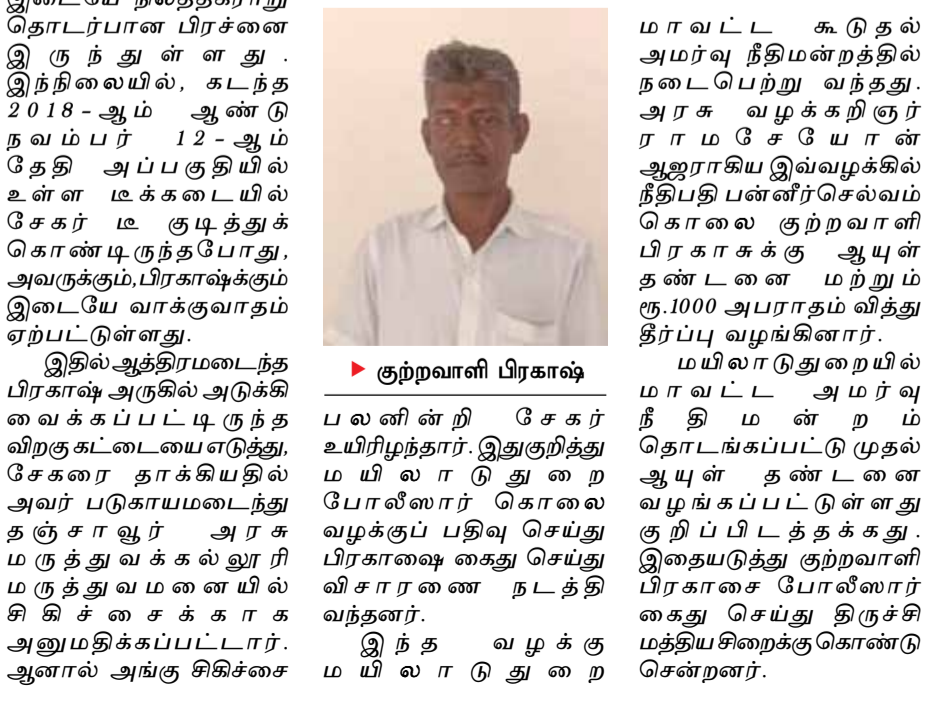 இடையே நிலத்தகராறு
தொடர்பான பிரச்னை
இருந்துள்ளது.
இந்நிலையில், கடந்த
2018-ஆம் ஆண்டு
நவம்பர் 12-ஆம்
தேதி அப்பகுதியில்
உள்ள டீக்கடையில்
சேகர் டீ குடித்துக்
கொண்டிருந்தபோது,
அவருக்கும்,பிரகாஷ்க்கும்
இடையே வாக்குவாதம்
ஏற்பட்டுள்ளது.
இதில்ஆத்திரமடைந்த
பிரகாஷ் அருகில் அடுக்கி
வைக்கப்பட்டிருந்த
விறகுகட்டையைஎடுத்து,
சேகரை தாக்கியதில்
அவர் படுகாயமடைந்து
தஞ்சாவூர் அரசு
மருத்துவக்கல்லூரி
மருத்துவமனையில்
சிகிச்சைக்காக
அனுமதிக்கப்பட்டார்.
ஆனால் அங்கு சிகிச்சை
▶ குற்றவாளி பிரகாஷ்
பலனின்றி சேகர்
உயிரிழந்தார். இதுகுறித்து
மயிலாடுதுறை
போலீஸார் கொலை
வழக்குப் பதிவு செய்து
பிரகாஷை கைது செய்து
விசாரணை நடத்தி
வந்தனர்.
இந்த வழக்கு
மயிலாடுதுறை
மாவட்ட கூடுதல்
அமர்வு நீதிமன்றத்தில்
நடைபெற்று வந்தது.
அரசு வழக்கறிஞர்
ராமசேயோன்
ஆஜராகிய இவ்வழக்கில்
நீதிபதி பன்னீர்செல்வம்
கொலை குற்றவாளி
பிரகாசுக்கு ஆயுள்
தண்டனை மற்றும்
ரூ.1000 அபராதம் வித்து
தீர்ப்பு வழங்கினார்.
மயிலாடுதுறையில்
மாவட்ட அமர்வு
நீதிமன்றம்
தொடங்கப்பட்டு முதல்
ஆயுள் தண்டனை
வழங்கப்பட்டுள்ளது
குறிப்பிடத்தக்கது.
இதையடுத்து குற்றவாளி
பிரகாசை போலீஸார்
கைது செய்து திருச்சி
மத்தியசிறைக்குகொண்டு
சென்றனர்.